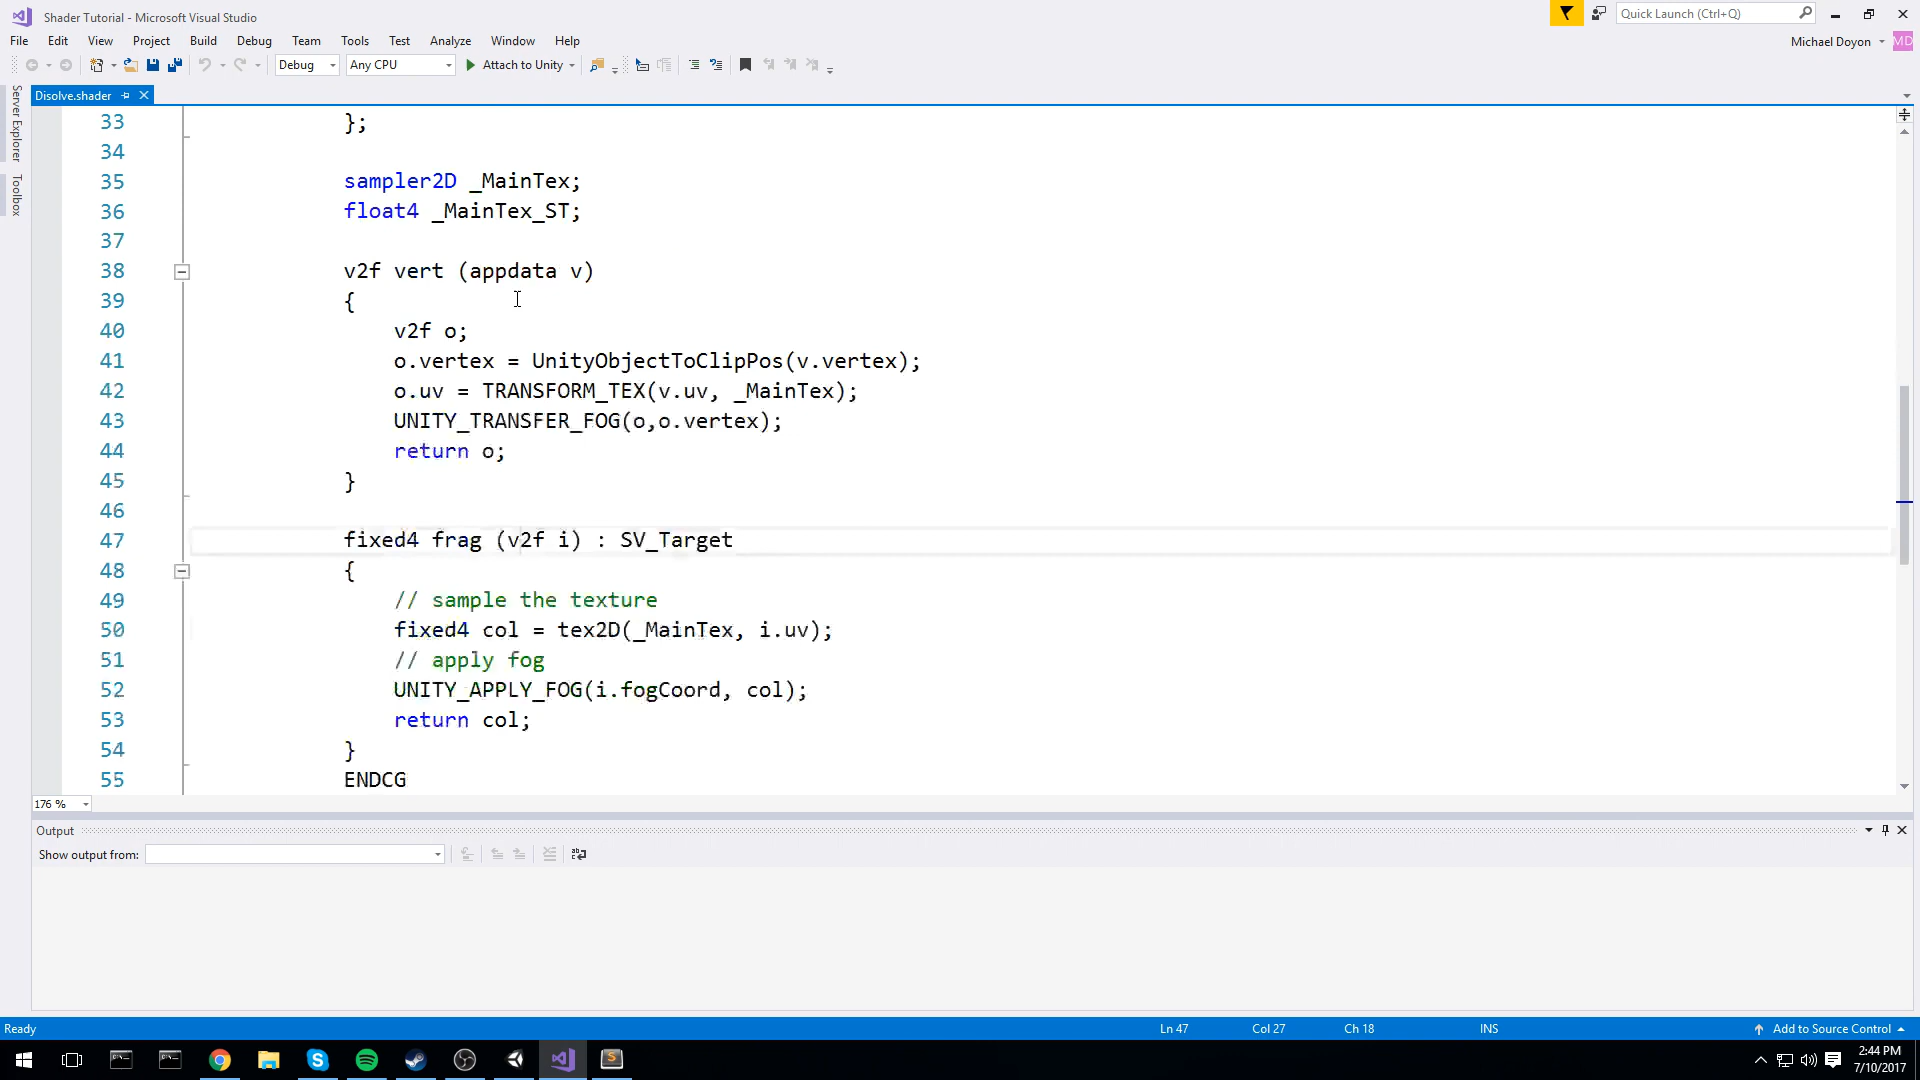 Shader Tutorial - Microsoft Visual Studio
Quick Launch (Ctrl+Q)
File Edit View Project Build Debug Team Tools Test Analyze Window Help
Michael Doyon MD
Debug Any CPU Attach to Unity
Server Explorer
Toolbox
Disolve.shader
33 };
34
35 sampler2D _MainTex;
36 float4 _MainTex_ST;
37
38 v2f vert (appdata v)
39 {
40 v2f o;
41 o.vertex = UnityObjectToClipPos(v.vertex);
42 o.uv = TRANSFORM_TEX(v.uv, _MainTex);
43 UNITY_TRANSFER_FOG(o,o.vertex);
44 return o;
45 }
46
47 fixed4 frag (v2f i) : SV_Target
48 {
49 // sample the texture
50 fixed4 col = tex2D(_MainTex, i.uv);
51 // apply fog
52 UNITY_APPLY_FOG(i.fogCoord, col);
53 return col;
54 }
55 ENDCG
176 %
Output
Show output from:
Ready Ln 47 Col 27 Ch 18 INS Add to Source Control
2:44 PM
7/10/2017